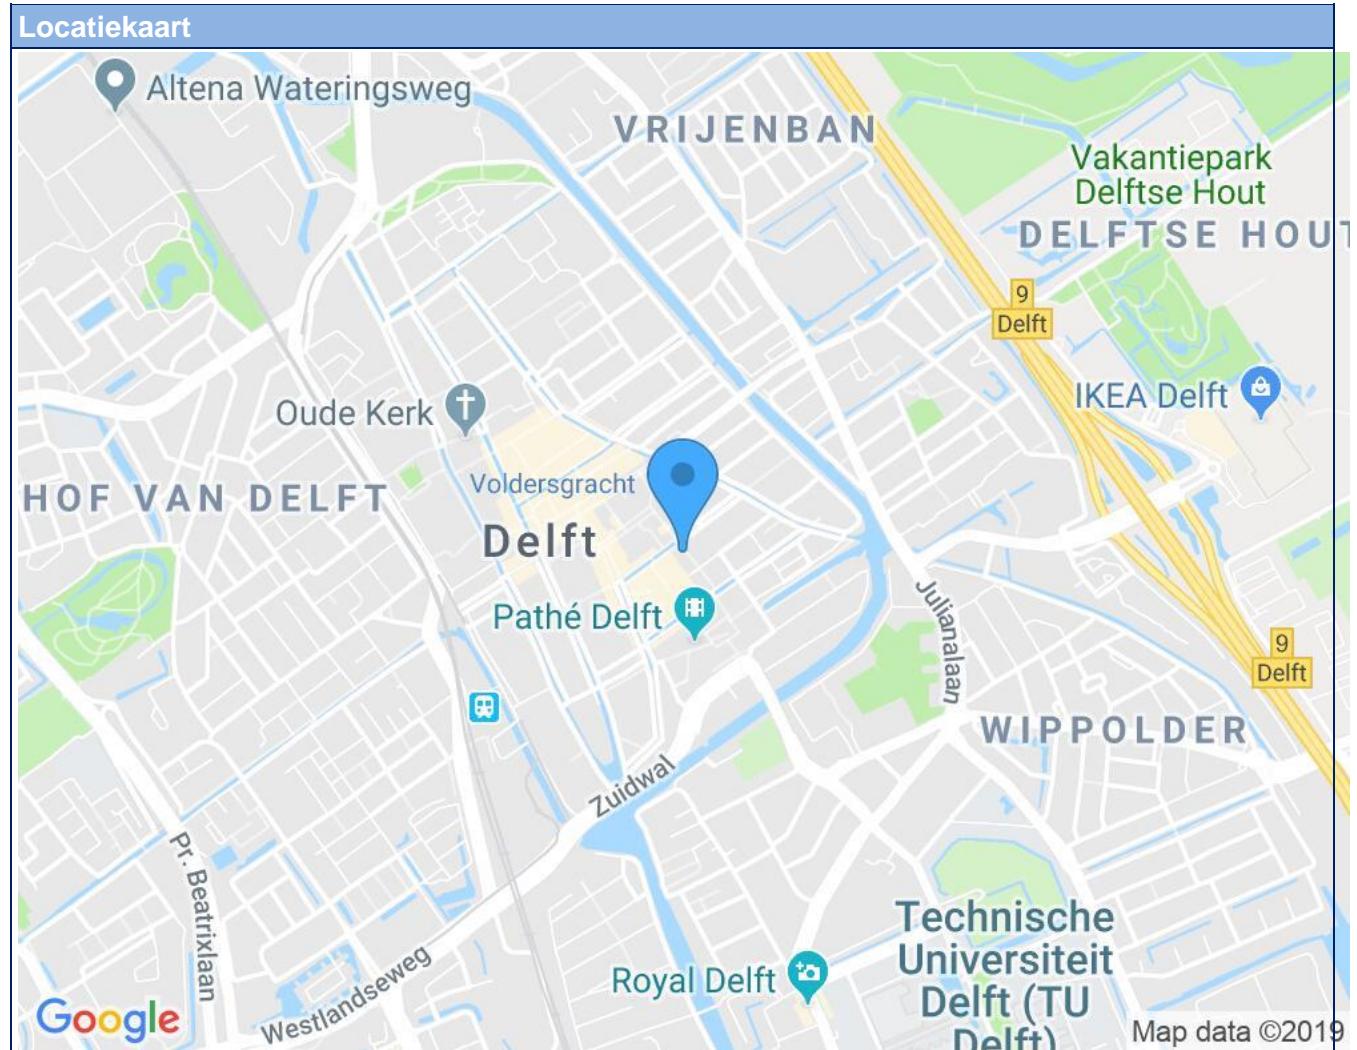 Locatiekaart
Altena Wateringsweg
VRIJENBAN
Vakantiepark
Delftse Hout
DELFTSE HOUT
9
Delft
IKEA Delft
Oude Kerk
HOF VAN DELFT
Voldersgracht
Delft
Pathé Delft
Julianalaan
9
Delft
WIPPOLDER
Zuidwal
Pr. Beatrixlaan
Technische
Universiteit
Delft (TU
Delft)
Royal Delft
Westlandseweg
Google
Map data ©2019